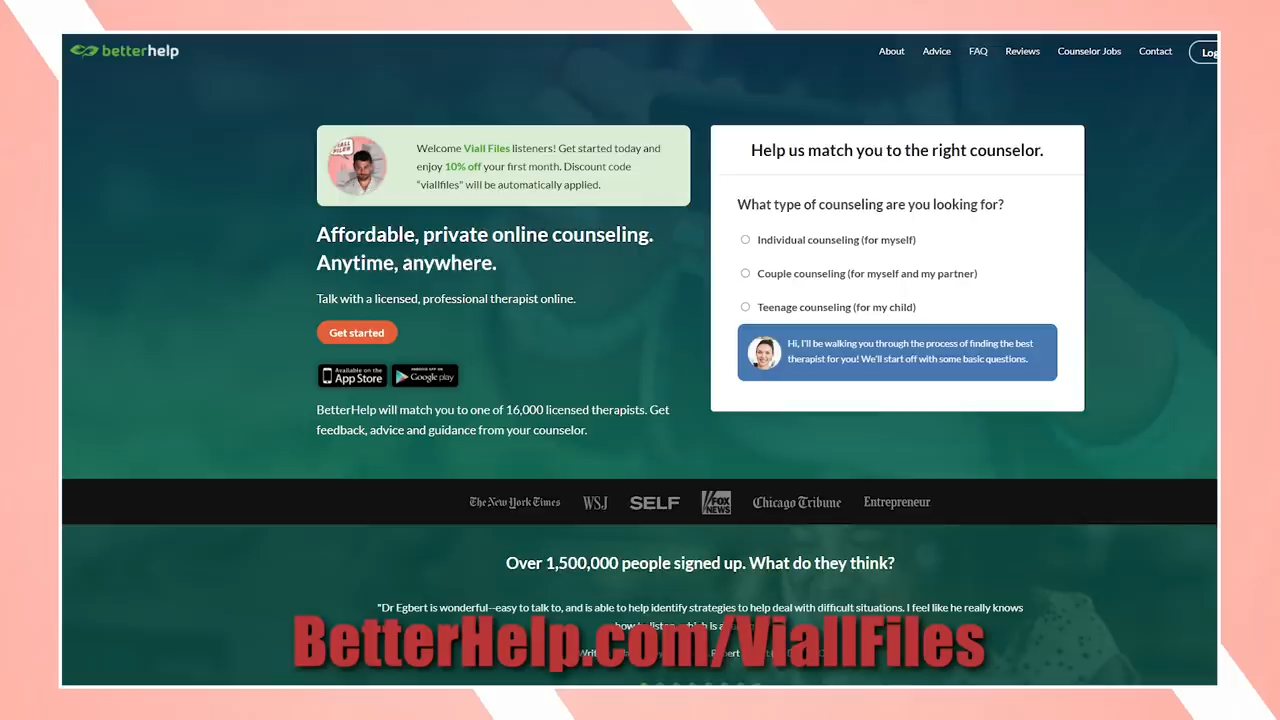 betterhelp
About Advice FAQ Reviews Counselor Jobs Contact Log
VIALL
FILES
Welcome Viall Files listeners! Get started today and
enjoy 10% off your first month. Discount code
"viallfiles" will be automatically applied.
Affordable, private online counseling.
Anytime, anywhere.
Talk with a licensed, professional therapist online.
Get started
Available on the
App Store
ANDROID APP ON
Google play
BetterHelp will match you to one of 16,000 licensed therapists. Get
feedback, advice and guidance from your counselor.
Help us match you to the right counselor.
What type of counseling are you looking for?
Individual counseling (for myself)
Couple counseling (for myself and my partner)
Teenage counseling (for my child)
Hi, I'll be walking you through the process of finding the best
therapist for you! We'll start off with some basic questions.
The New York Times WSJ SELF FOX NEWS Chicago Tribune Entrepreneur
Over 1,500,000 people signed up. What do they think?
"Dr Egbert is wonderful--easy to talk to, and is able to help identify strategies to help deal with difficult situations. I feel like he really knows
BetterHelp.com/ViallFiles